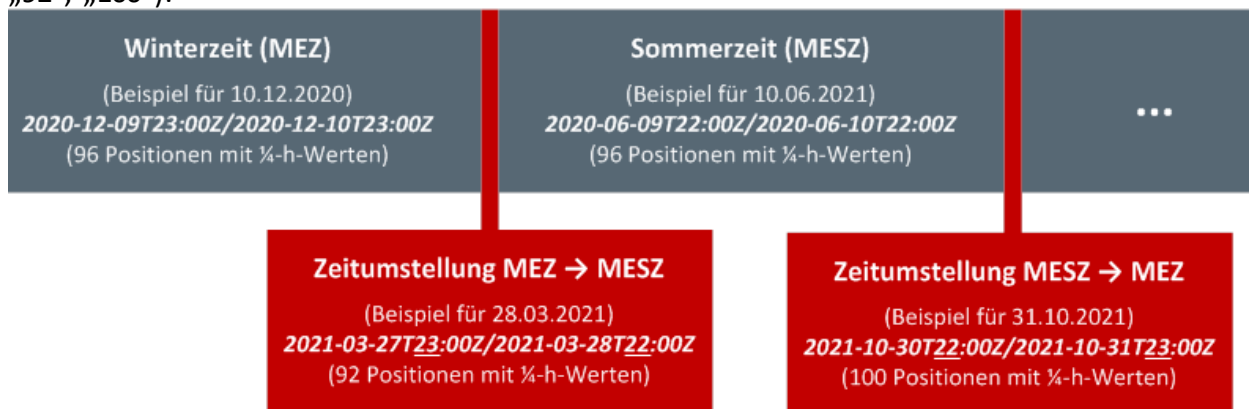 „92“, „100“).
Winterzeit (MEZ)
(Beispiel für 10.12.2020)
2020-12-09T23:00Z/2020-12-10T23:00Z
(96 Positionen mit ¼-h-Werten)
Sommerzeit (MESZ)
(Beispiel für 10.06.2021)
2020-06-09T22:00Z/2020-06-10T22:00Z
(96 Positionen mit ¼-h-Werten)
...
Zeitumstellung MEZ → MESZ
(Beispiel für 28.03.2021)
2021-03-27T23:00Z/2021-03-28T22:00Z
(92 Positionen mit ¼-h-Werten)
Zeitumstellung MESZ → MEZ
(Beispiel für 31.10.2021)
2021-10-30T22:00Z/2021-10-31T23:00Z
(100 Positionen mit ¼-h-Werten)